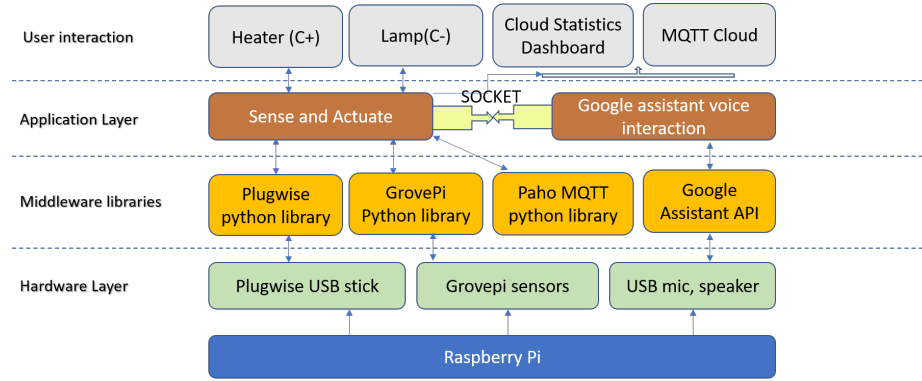 User interaction
Heater (C+)
Lamp(C-)
Cloud Statistics
Dashboard
MQTT Cloud
SOCKET
Application Layer
Sense and Actuate
Google assistant voice
interaction
Middleware libraries
Plugwise
python library
GrovePi
Python library
Paho MQTT
python library
Google
Assistant API
Hardware Layer
Plugwise USB stick
Grovepi sensors
USB mic, speaker
Raspberry Pi